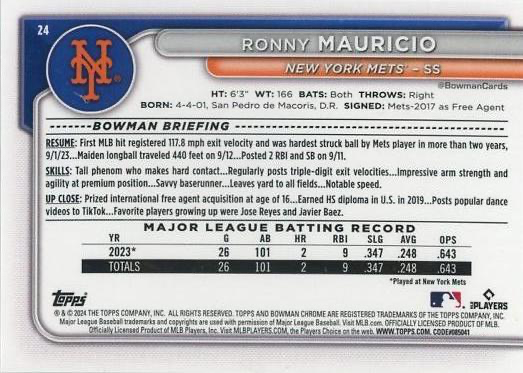 24
NY
RONNY MAURICIO
NEW YORK METS™ - SS
@BowmanCards
HT: 6'3" WT: 166 BATS: Both THROWS: Right
BORN: 4-4-01, San Pedro de Macoris, D.R. SIGNED: Mets-2017 as Free Agent
BOWMAN BRIEFING
RESUME: First MLB hit registered 117.8 mph exit velocity and was hardest struck ball by Mets player in more than two years,
9/1/23...Maiden longball traveled 440 feet on 9/12...Posted 2 RBI and SB on 9/11.
SKILLS: Tall phenom who makes hard contact...Regularly posts triple-digit exit velocities...Impressive arm strength and
agility at premium position...Savvy baserunner...Leaves yard to all fields...Notable speed.
UP CLOSE: Prized international free agent acquisition at age of 16...Earned HS diploma in U.S. in 2019...Posts popular dance
videos to TikTok...Favorite players growing up were Jose Reyes and Javier Baez.
MAJOR LEAGUE BATTING RECORD
YR G AB HR RBI SLG AVG OPS
2023* 26 101 2 9 .347 .248 .643
TOTALS 26 101 2 9 .347 .248 .643
*Played at New York Mets
topps
PLAYERS
® & © 2024 THE TOPPS COMPANY, INC. ALL RIGHTS RESERVED. TOPPS AND BOWMAN CHROME ARE REGISTERED TRADEMARKS OF THE TOPPS COMPANY, INC.
Major League Baseball trademarks and copyrights are used with permission of Major League Baseball. Visit MLB.com. OFFICIALLY LICENSED PRODUCT OF MLB.
Officially Licensed Product of MLB Players, Inc. Visit MLBPLAYERS.COM, the Players Choice on the web. WWW.TOPPS.COM. CODE#085041